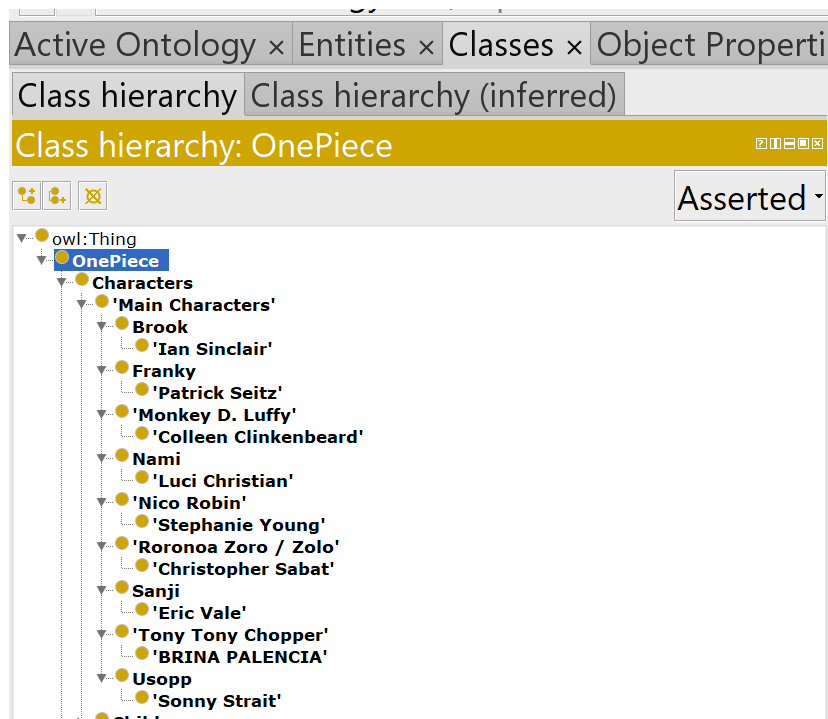 Active Ontology × Entities × Classes × Object Properti
Class hierarchy Class hierarchy (inferred)
Class hierarchy: OnePiece
Asserted
owl:Thing
OnePiece
Characters
'Main Characters'
Brook
'Ian Sinclair'
Franky
'Patrick Seitz'
'Monkey D. Luffy'
'Colleen Clinkenbeard'
Nami
'Luci Christian'
'Nico Robin'
'Stephanie Young'
'Roronoa Zoro / Zolo'
'Christopher Sabat'
Sanji
'Eric Vale'
'Tony Tony Chopper'
'BRINA PALENCIA'
Usopp
'Sonny Strait'